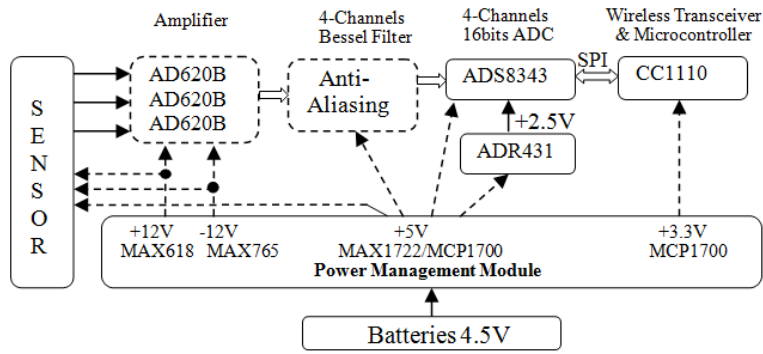 Amplifier
4-Channels
Bessel Filter
4-Channels
16bits ADC
Wireless Transceiver
& Microcontroller
SENSOR
AD620B
AD620B
AD620B
Anti-
Aliasing
ADS8343
SPI
CC1110
+2.5V
ADR431
+12V
MAX618
-12V
MAX765
+5V
MAX1722/MCP1700
+3.3V
MCP1700
Power Management Module
Batteries 4.5V